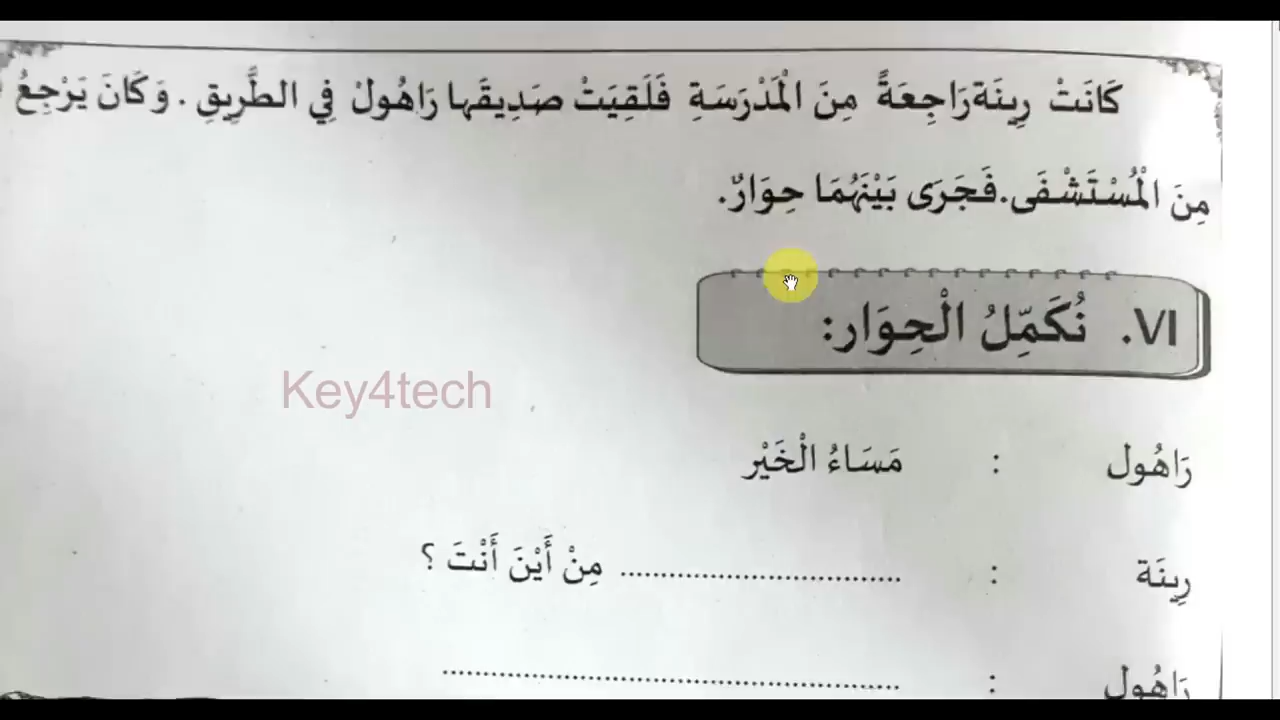 كَانَتْ رِينَة رَاجِعَةً مِنَ الْمَدْرَسَةِ فَلَقِيَتْ صَدِيقَها رَاهُولْ فِي الطَّرِيقِ. وَكَانَ يَرْجِعُ
مِنَ الْمُسْتَشْفَى. فَجَرَى بَيْنَهُمَا حِوَارٌ.
VI. نُكَمِّلُ الْحِوَار:
Key4tech
رَاهُول : مَسَاءُ الْخَيْر
رِينَة : .................................. مِنْ أَيْنَ أَنْتَ ؟
رَاهُول : ........................................................